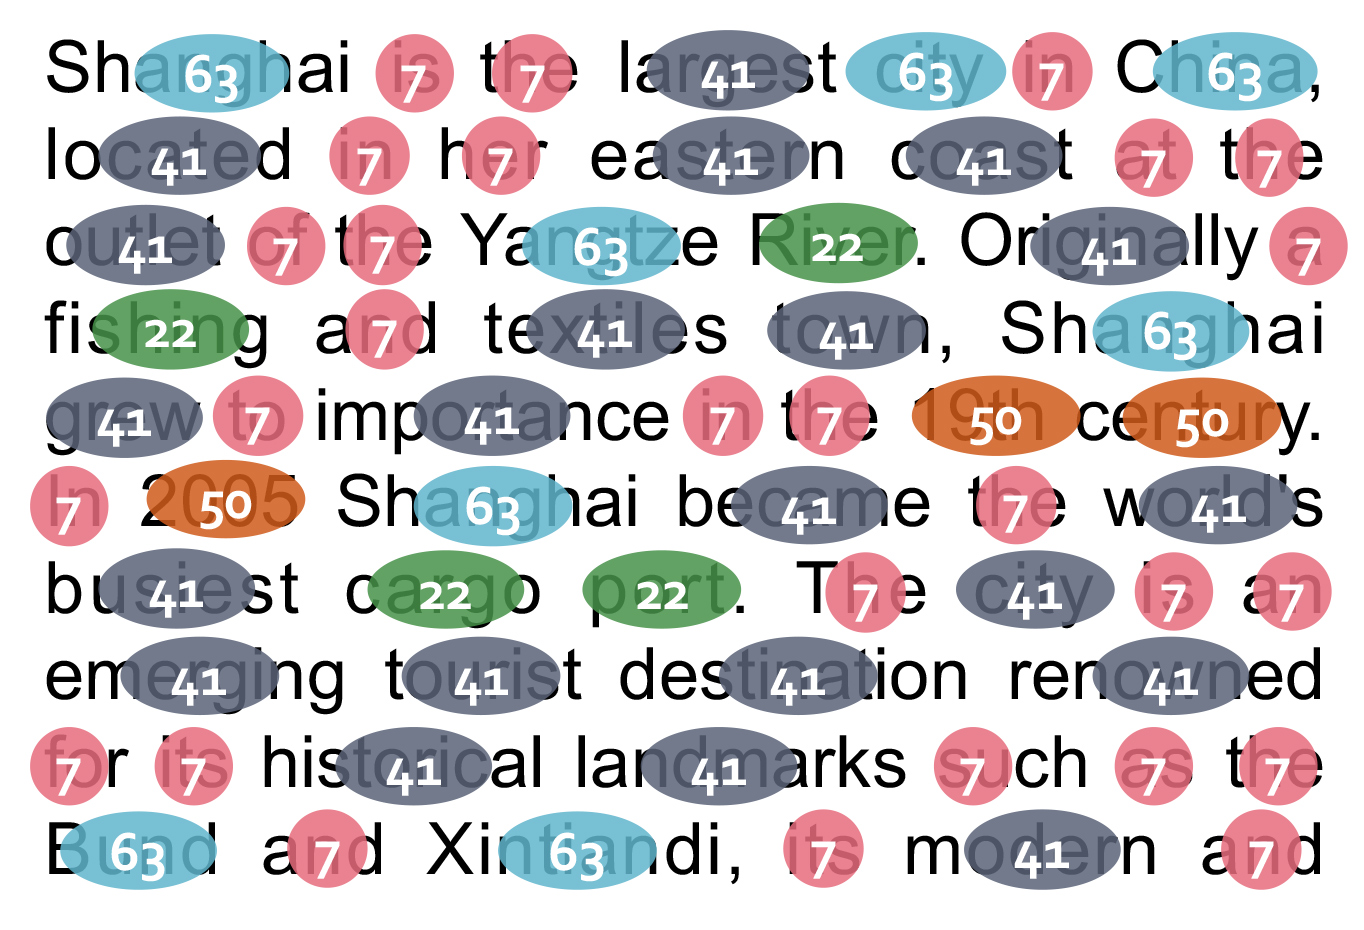 Shanghai is the largest city in China,
63 7 7 41 63 7 63
located in her eastern coast at the
41 7 7 41 41 7 7
outlet of the Yangtze River. Originally a
41 7 7 63 22 41 7
fishing and textiles town, Shanghai
22 7 41 41 63
grew to importance in the 19th century.
41 7 41 7 7 50 50
In 2005 Shanghai became the world's
7 50 63 41 7 41
busiest cargo port. The city is an
41 22 22 7 41 7 7
emerging tourist destination renowned
41 41 41 41
for its historical landmarks such as the
7 7 41 41 7 7 7
Bund and Xintiandi, its modern and
63 7 63 7 41 7